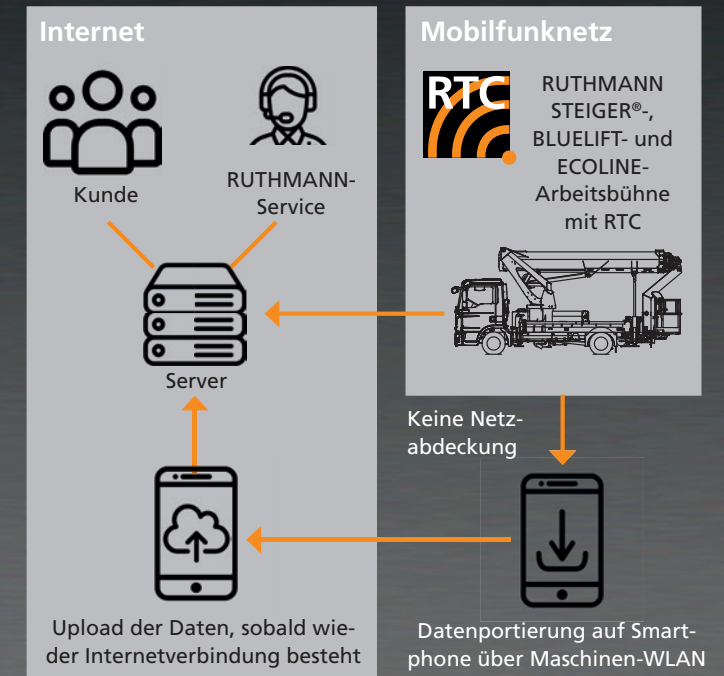 Internet
Kunde
RUTHMANN-
Service
Server
Upload der Daten, sobald wie-
der Internetverbindung besteht
Mobilfunknetz
RTC
RUTHMANN
STEIGER®-,
BLUELIFT- und
ECOLINE-
Arbeitsbühne
mit RTC
Keine Netz-
abdeckung
Datenportierung auf Smart-
phone über Maschinen-WLAN